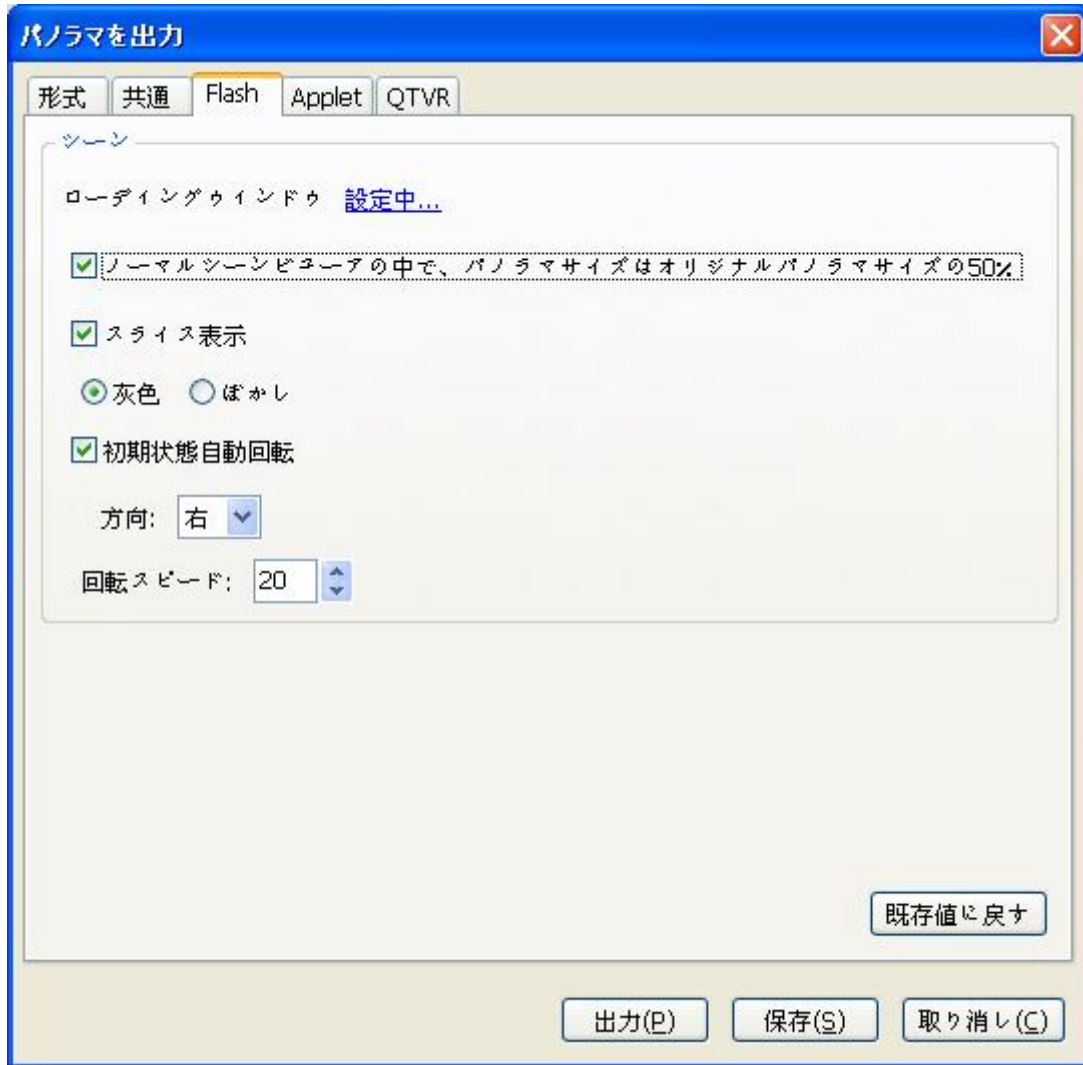 パノラマを出力
形式 共通 Flash Applet QTVR
シーン
ローディングウインドウ 設定中...
ノーマルシーンビューアの中で、パノラマサイズはオリジナルパノラマサイズの50%
スライス表示
灰色 ぼかし
初期状態自動回転
方向: 右
回転スピード: 20
既存値に戻す
出力(P) 保存(S) 取り消し(C)